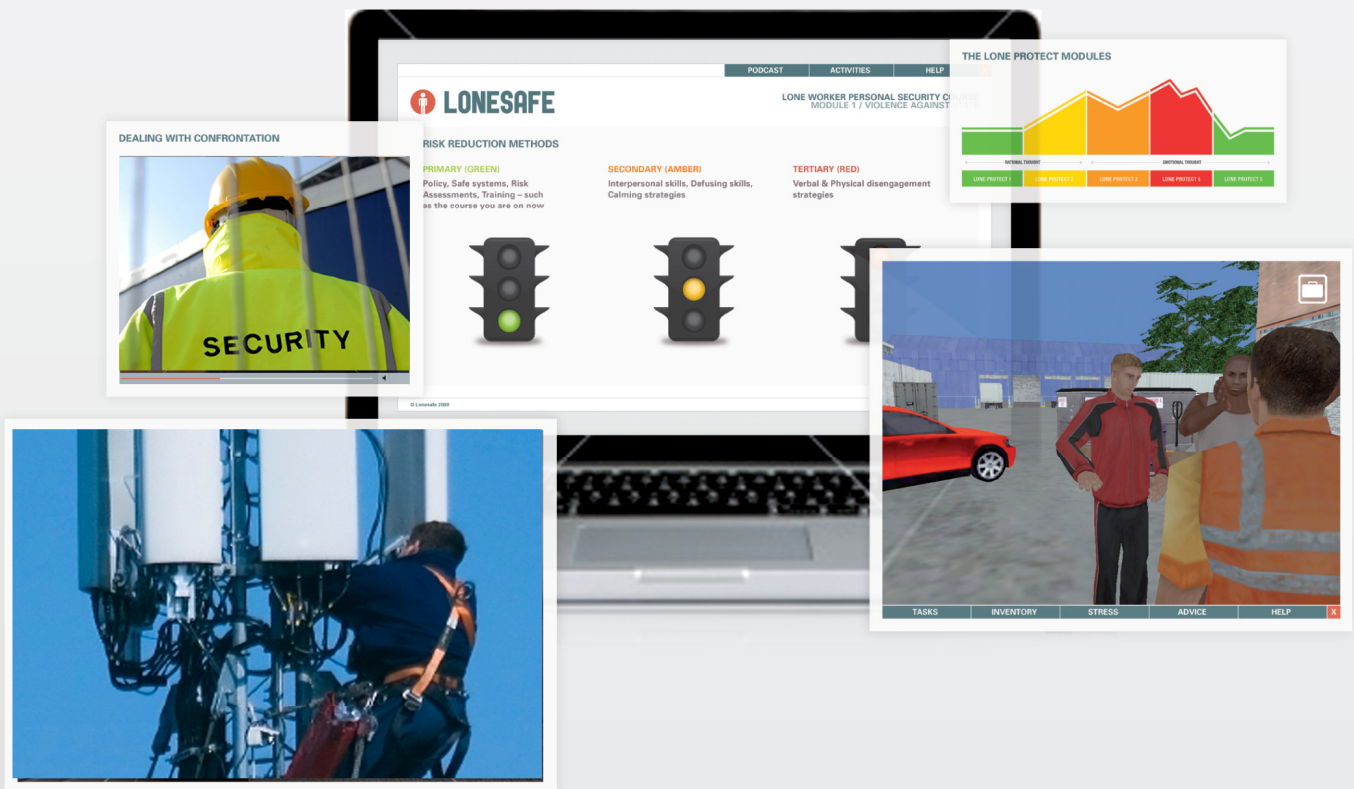 PODCAST
ACTIVITIES
HELP
LONESAFE
LONE WORKER PERSONAL SECURITY
MODULE 1 / VIOLENCE AGAINST
RISK REDUCTION METHODS
PRIMARY (GREEN)
Policy, Safe systems, Risk
Assessments, Training – such
as the course you are on now
SECONDARY (AMBER)
Interpersonal skills, Defusing skills,
Calming strategies
TERTIARY (RED)
Verbal & Physical disengagement
strategies
© Lonesafe 2009
DEALING WITH CONFRONTATION
SECURITY
THE LONE PROTECT MODULES
RATIONAL THOUGHT
EMOTIONAL THOUGHT
LONE PROTECT 1
LONE PROTECT 2
LONE PROTECT 3
LONE PROTECT 4
LONE PROTECT 5
TASKS
INVENTORY
STRESS
ADVICE
HELP
X